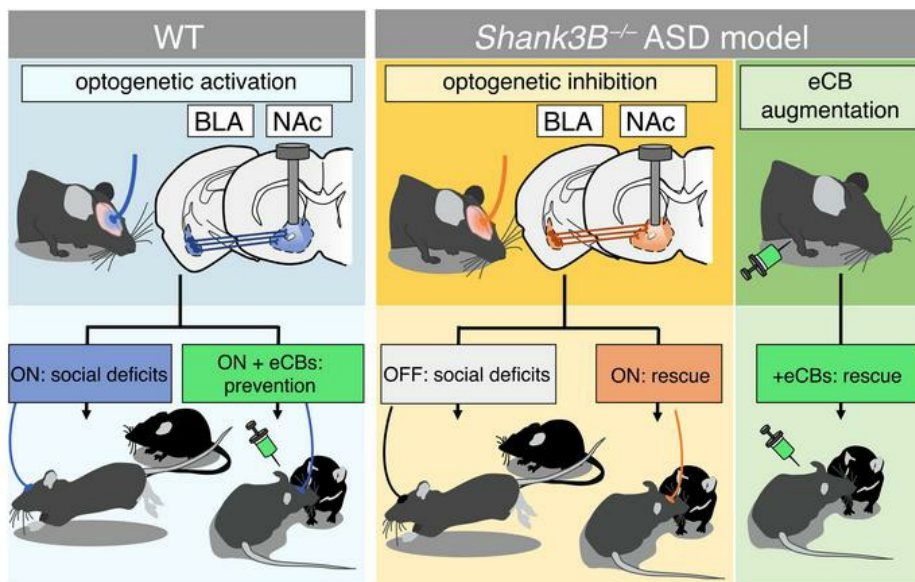 WT
optogenetic activation
BLA NAc
ON: social deficits
ON + eCBs:
prevention
Shank3B⁻/⁻ ASD model
optogenetic inhibition
BLA NAc
OFF: social deficits
ON: rescue
eCB
augmentation
+eCBs: rescue